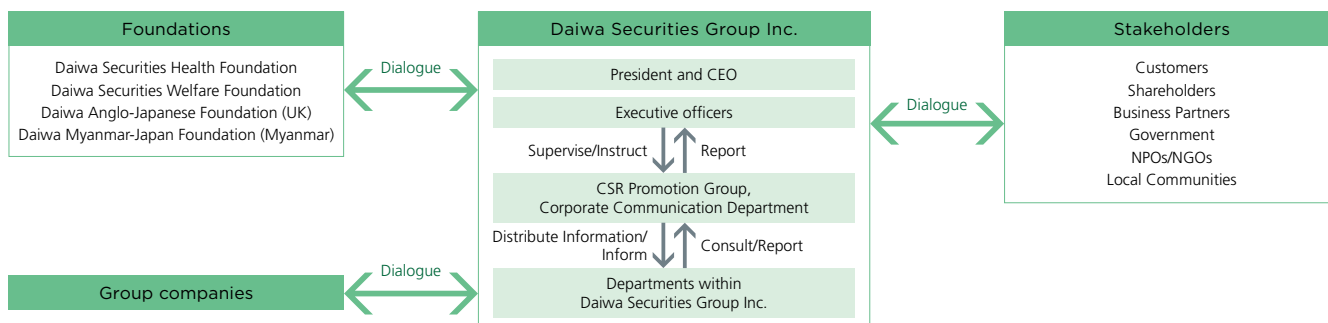 Foundations
Daiwa Securities Health Foundation
Daiwa Securities Welfare Foundation
Daiwa Anglo-Japanese Foundation (UK)
Daiwa Myanmar-Japan Foundation (Myanmar)
Dialogue
Group companies
Dialogue
Daiwa Securities Group Inc.
President and CEO
Executive officers
Supervise/Instruct
Report
CSR Promotion Group,
Corporate Communication Department
Distribute Information/
Inform
Consult/Report
Departments within
Daiwa Securities Group Inc.
Dialogue
Stakeholders
Customers
Shareholders
Business Partners
Government
NPOs/NGOs
Local Communities